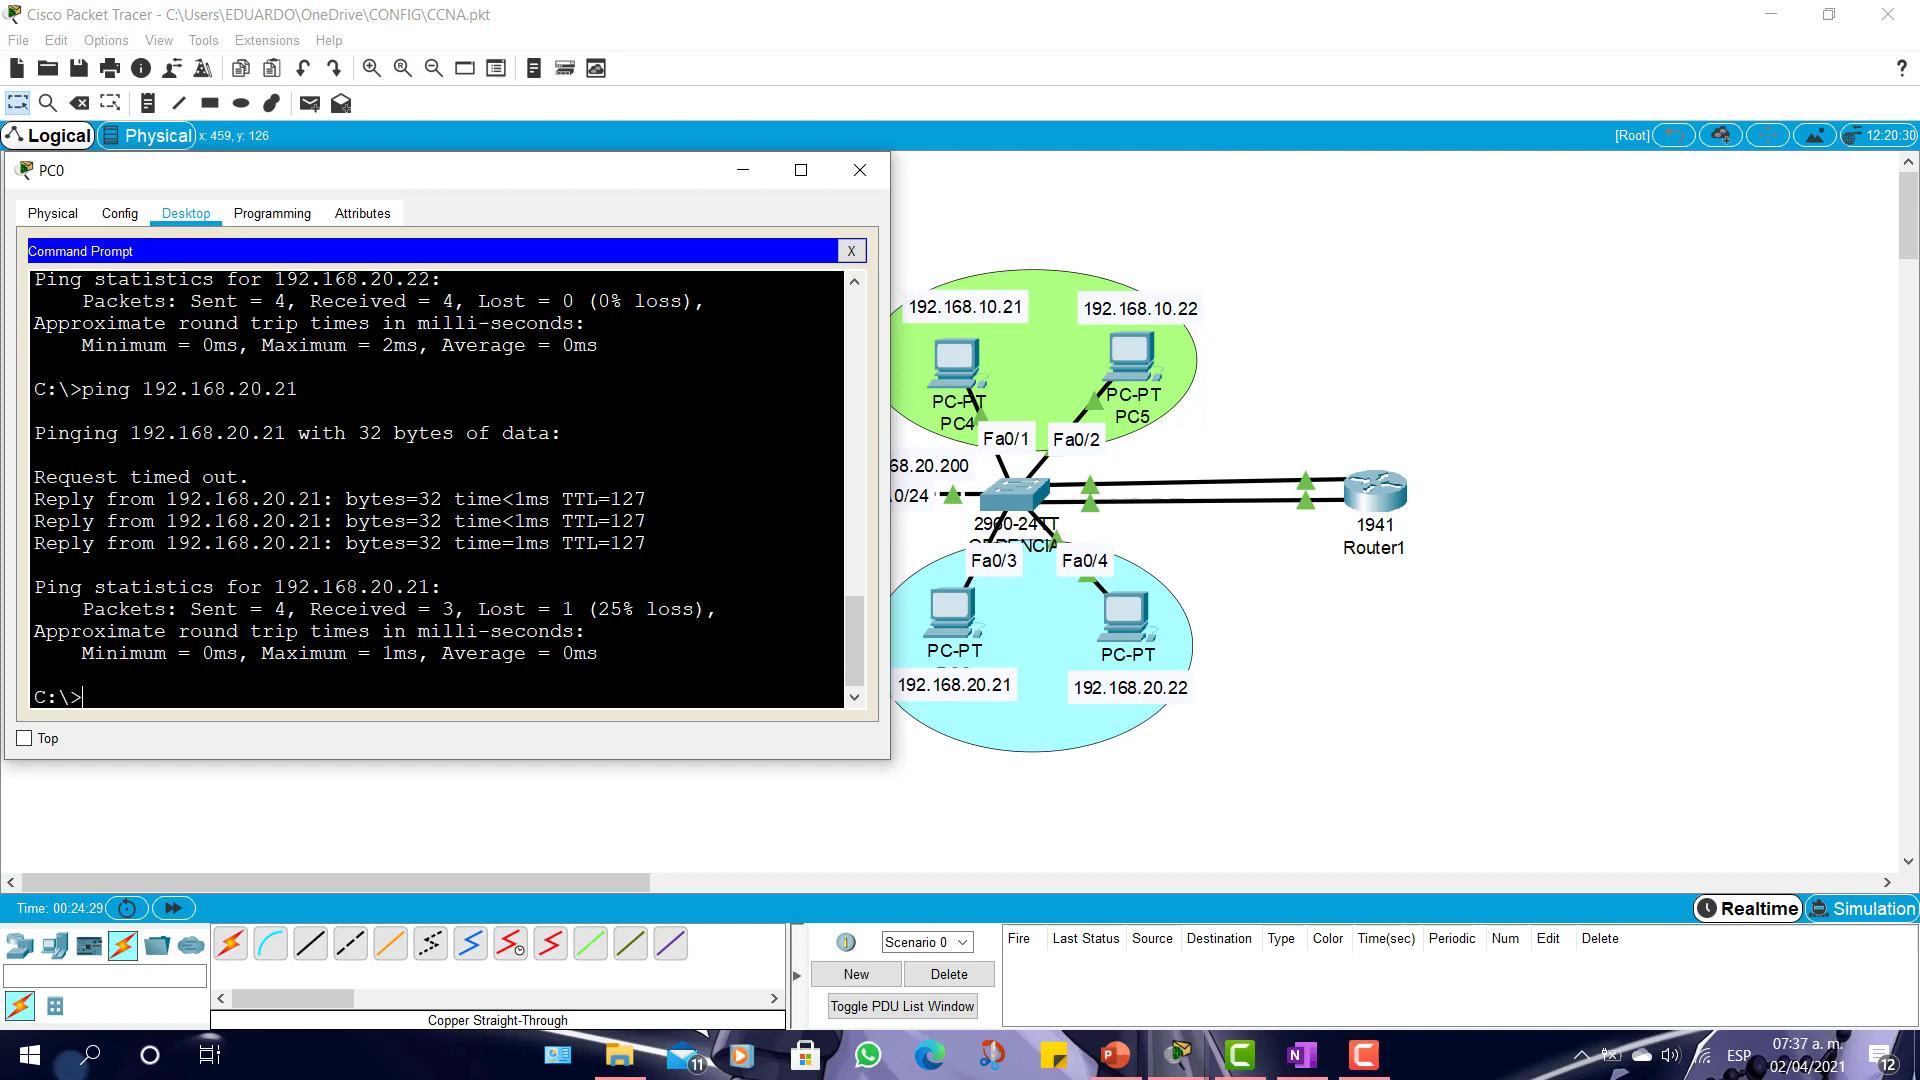 Cisco Packet Tracer - C:\Users\EDUARDO\OneDrive\CONFIG\CCNA.pkt
File Edit Options View Tools Extensions Help
Logical Physical x: 459, y: 126 [Root] 12:20:30
PC0
Physical Config Desktop Programming Attributes
Command Prompt X
Ping statistics for 192.168.20.22:
Packets: Sent = 4, Received = 4, Lost = 0 (0% loss),
Approximate round trip times in milli-seconds:
Minimum = 0ms, Maximum = 2ms, Average = 0ms
C:\>ping 192.168.20.21
Pinging 192.168.20.21 with 32 bytes of data:
Request timed out.
Reply from 192.168.20.21: bytes=32 time<1ms TTL=127
Reply from 192.168.20.21: bytes=32 time<1ms TTL=127
Reply from 192.168.20.21: bytes=32 time=1ms TTL=127
Ping statistics for 192.168.20.21:
Packets: Sent = 4, Received = 3, Lost = 1 (25% loss),
Approximate round trip times in milli-seconds:
Minimum = 0ms, Maximum = 1ms, Average = 0ms
C:\>
Top
192.168.10.21 192.168.10.22
PC-PT
PC4
PC-PT
PC5
Fa0/1 Fa0/2
68.20.200
.0/24
2960-24TT
GERENCIA
1941
Router1
Fa0/3 Fa0/4
PC-PT
PC-PT
192.168.20.21 192.168.20.22
Time: 00:24:29 Realtime Simulation
Scenario 0
New Delete
Toggle PDU List Window
Fire Last Status Source Destination Type Color Time(sec) Periodic Num Edit Delete
Copper Straight-Through
11
ESP
07:37 a. m.
02/04/2021
12